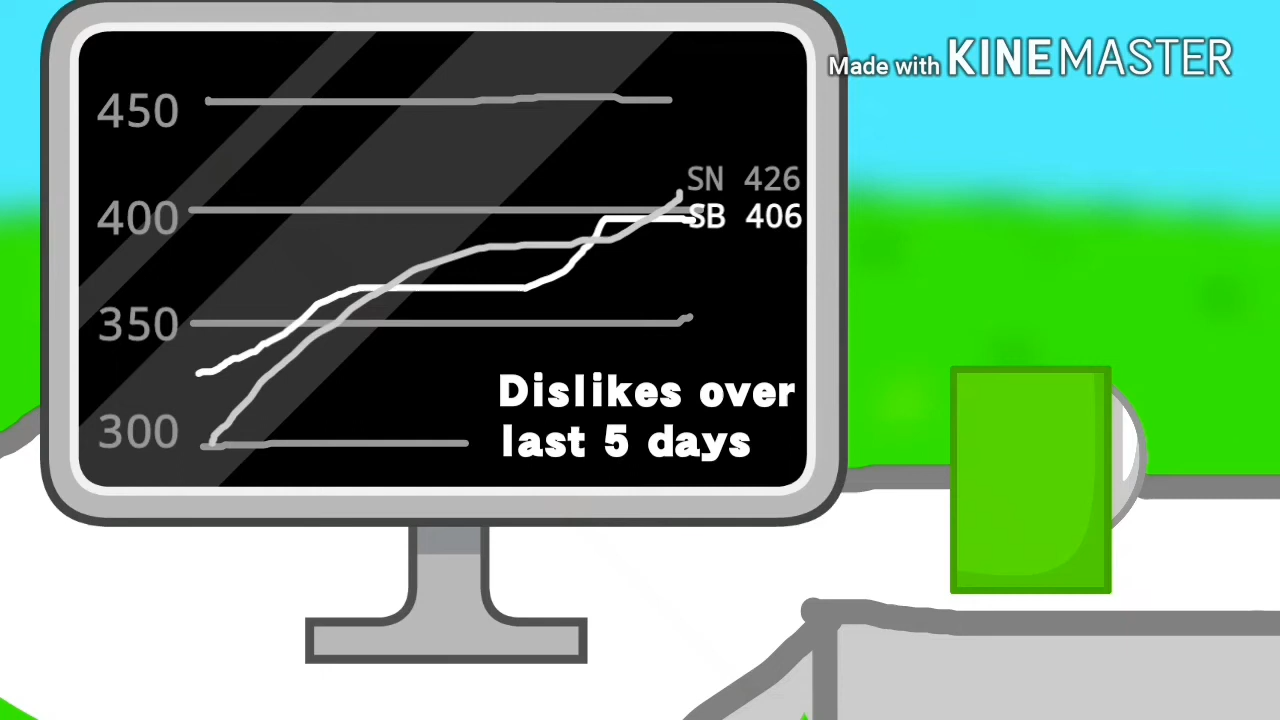 Made with KINEMASTER
450
SN 426
400
SB 406
350
Dislikes over
last 5 days
300